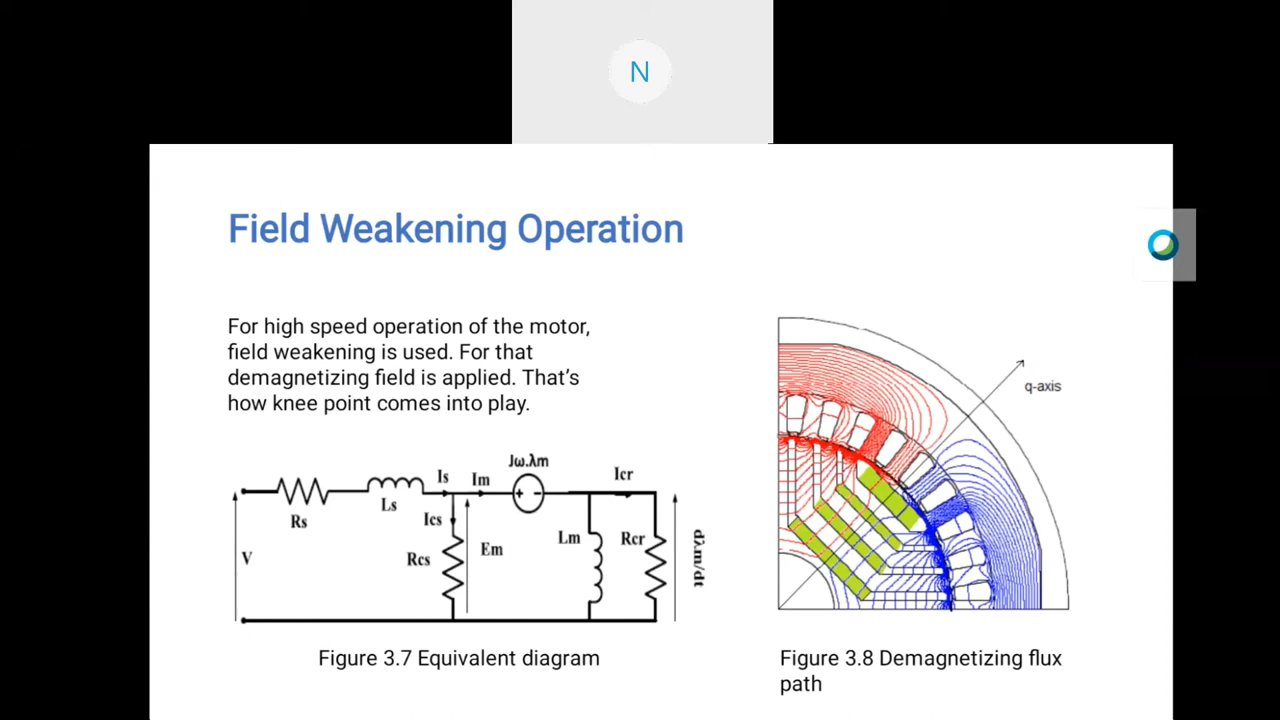 N
Field Weakening Operation
For high speed operation of the motor,
field weakening is used. For that
demagnetizing field is applied. That’s
how knee point comes into play.
Rs
Ls
Is
Im
Jω.λm
Icr
Ics
V
Rcs
Em
Lm
Rcr
dλm/dt
Figure 3.7 Equivalent diagram
q-axis
Figure 3.8 Demagnetizing flux
path